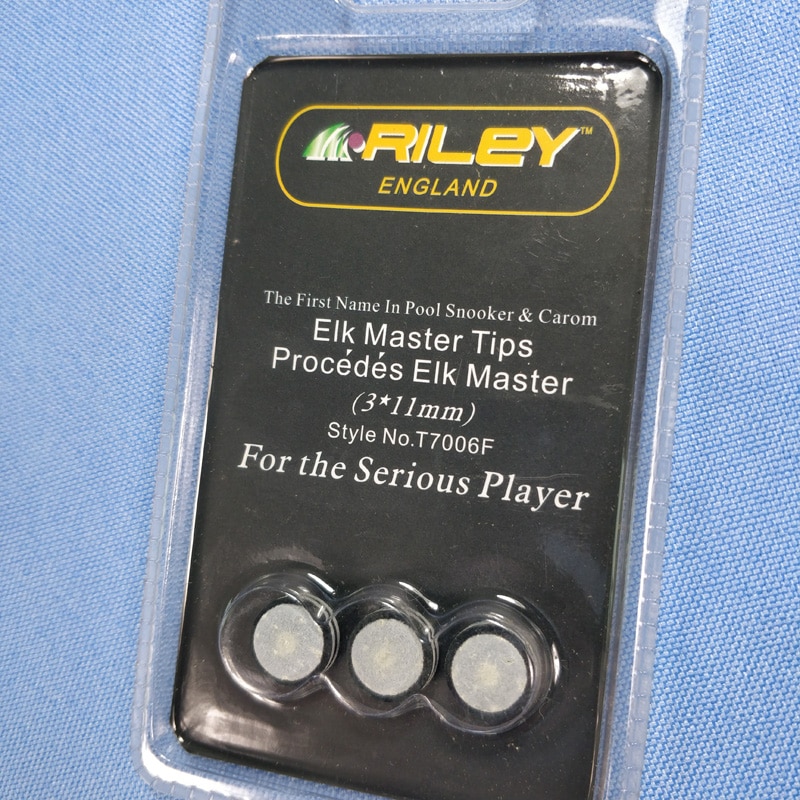 RILEY™
ENGLAND
The First Name In Pool Snooker & Carom
Elk Master Tips
Procédés Elk Master
(3*11mm)
Style No.T7006F
For the Serious Player